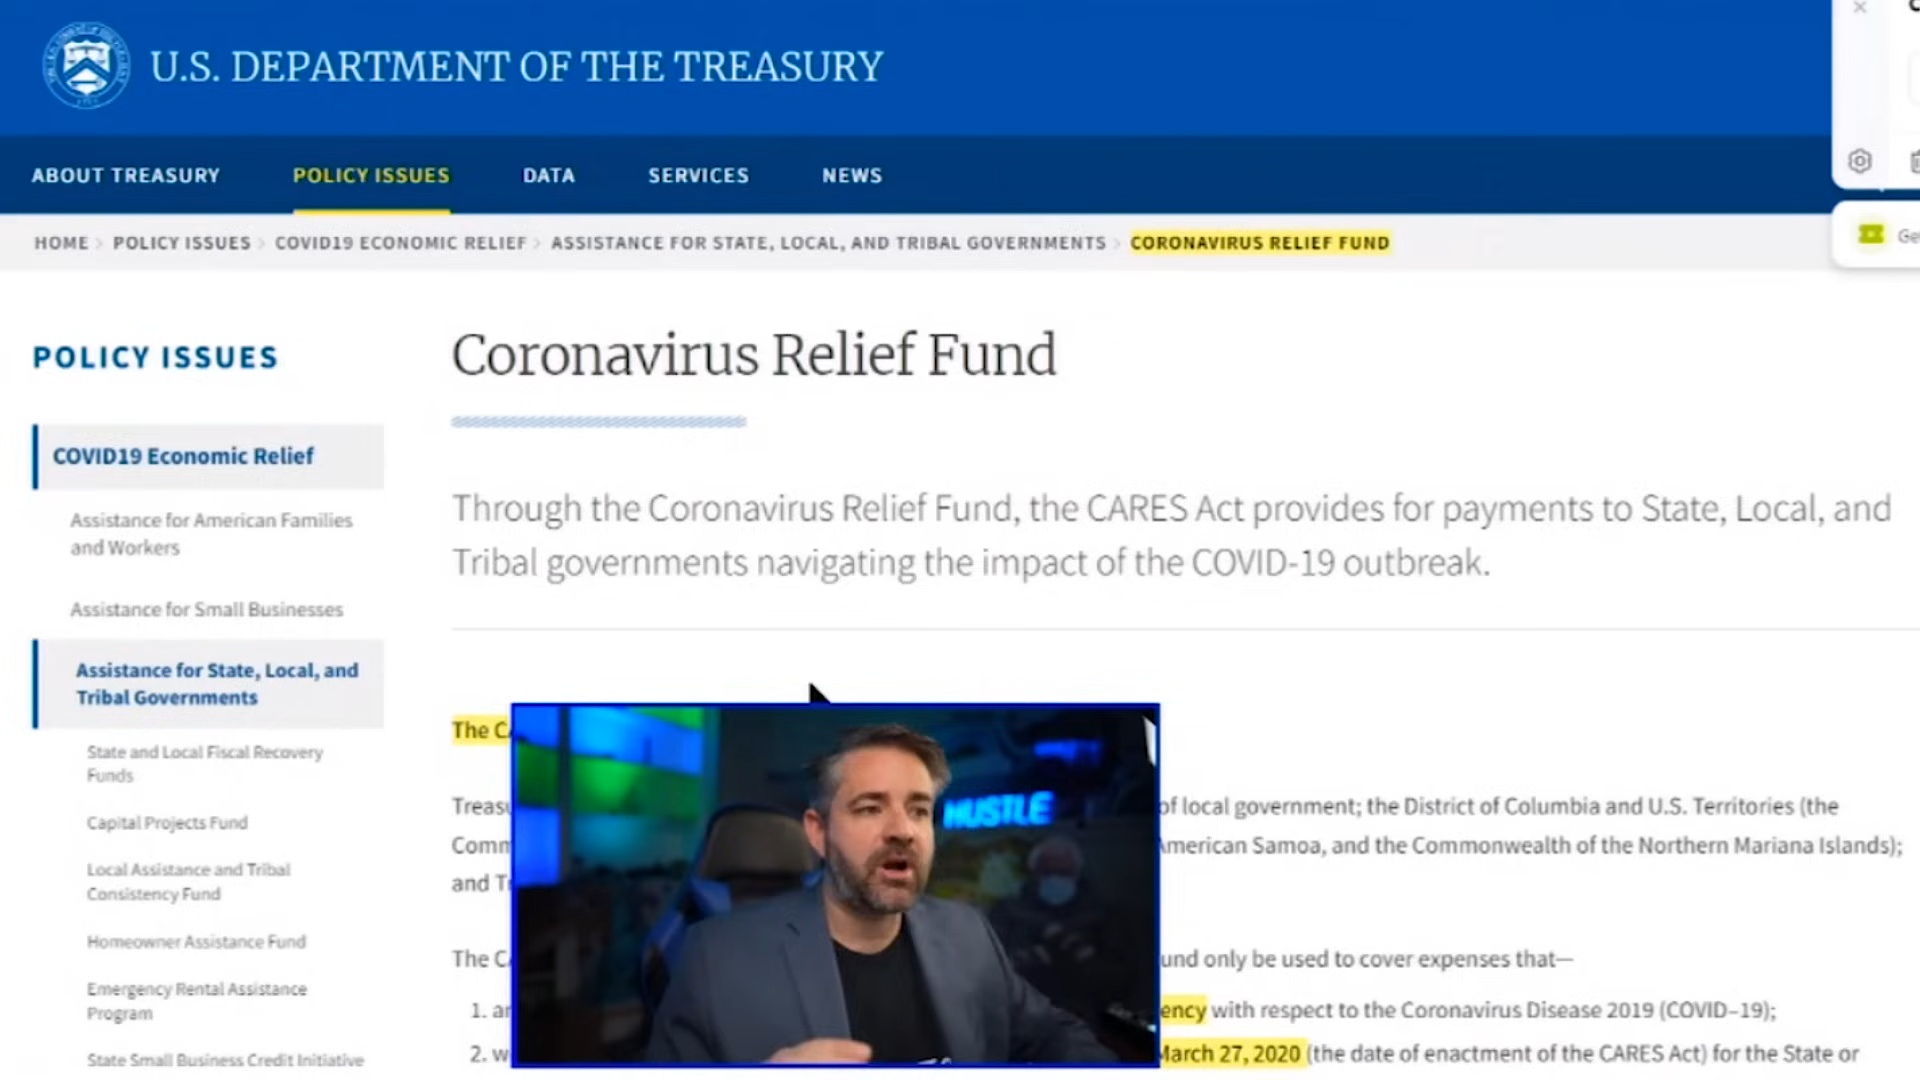 U.S. DEPARTMENT OF THE TREASURY
ABOUT TREASURY
POLICY ISSUES
DATA
SERVICES
NEWS
HOME > POLICY ISSUES > COVID19 ECONOMIC RELIEF > ASSISTANCE FOR STATE, LOCAL, AND TRIBAL GOVERNMENTS > CORONAVIRUS RELIEF FUND
POLICY ISSUES
COVID19 Economic Relief
Assistance for American Families
and Workers
Assistance for Small Businesses
Assistance for State, Local, and
Tribal Governments
State and Local Fiscal Recovery
Funds
Capital Projects Fund
Local Assistance and Tribal
Consistency Fund
Homeowner Assistance Fund
Emergency Rental Assistance
Program
State Small Business Credit Initiative
Coronavirus Relief Fund
Through the Coronavirus Relief Fund, the CARES Act provides for payments to State, Local, and
Tribal governments navigating the impact of the COVID-19 outbreak.
The
of local government; the District of Columbia and U.S. Territories (the
American Samoa, and the Commonwealth of the Northern Mariana Islands);
and
The
only be used to cover expenses that—
1.
with respect to the Coronavirus Disease 2019 (COVID–19);
2.
March 27, 2020 (the date of enactment of the CARES Act) for the State or
HUSTLE